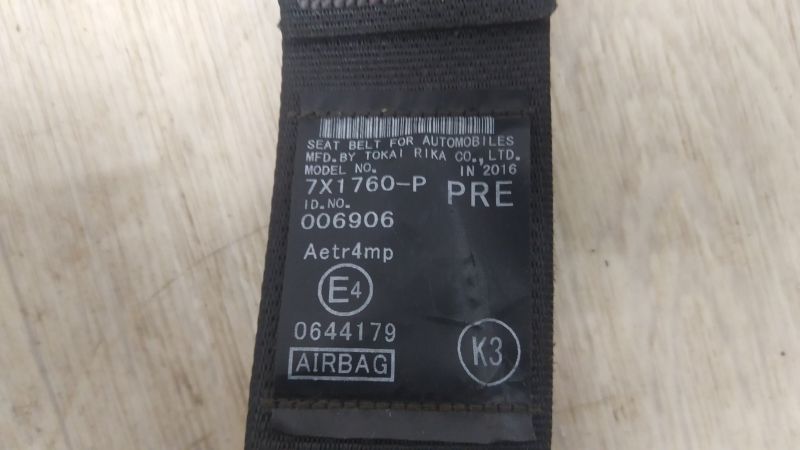 SEAT BELT FOR AUTOMOBILES
MFD. BY TOKAI RIKA CO., LTD.
MODEL NO. IN 2016
7X1760-P PRE
ID. NO.
006906
Aetr4mp
E4
0644179
AIRBAG K3